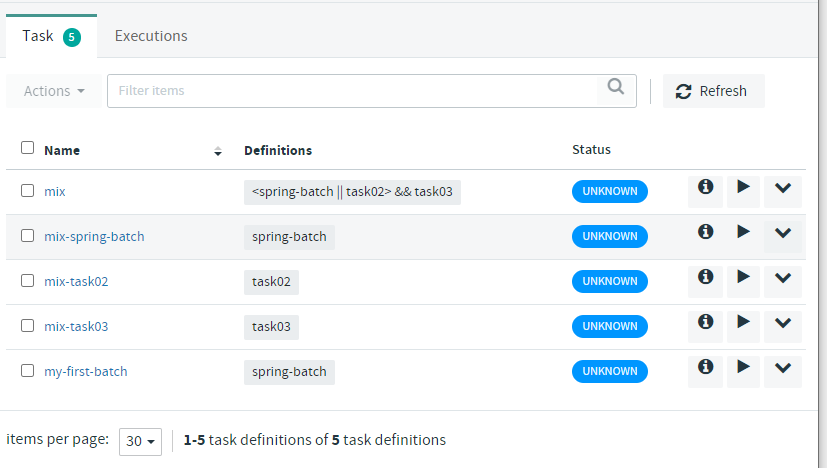 Task 5 Executions
Actions Filter items Refresh
Name Definitions Status
mix <spring-batch || task02> && task03 UNKNOWN
mix-spring-batch spring-batch UNKNOWN
mix-task02 task02 UNKNOWN
mix-task03 task03 UNKNOWN
my-first-batch spring-batch UNKNOWN
items per page: 30 1-5 task definitions of 5 task definitions